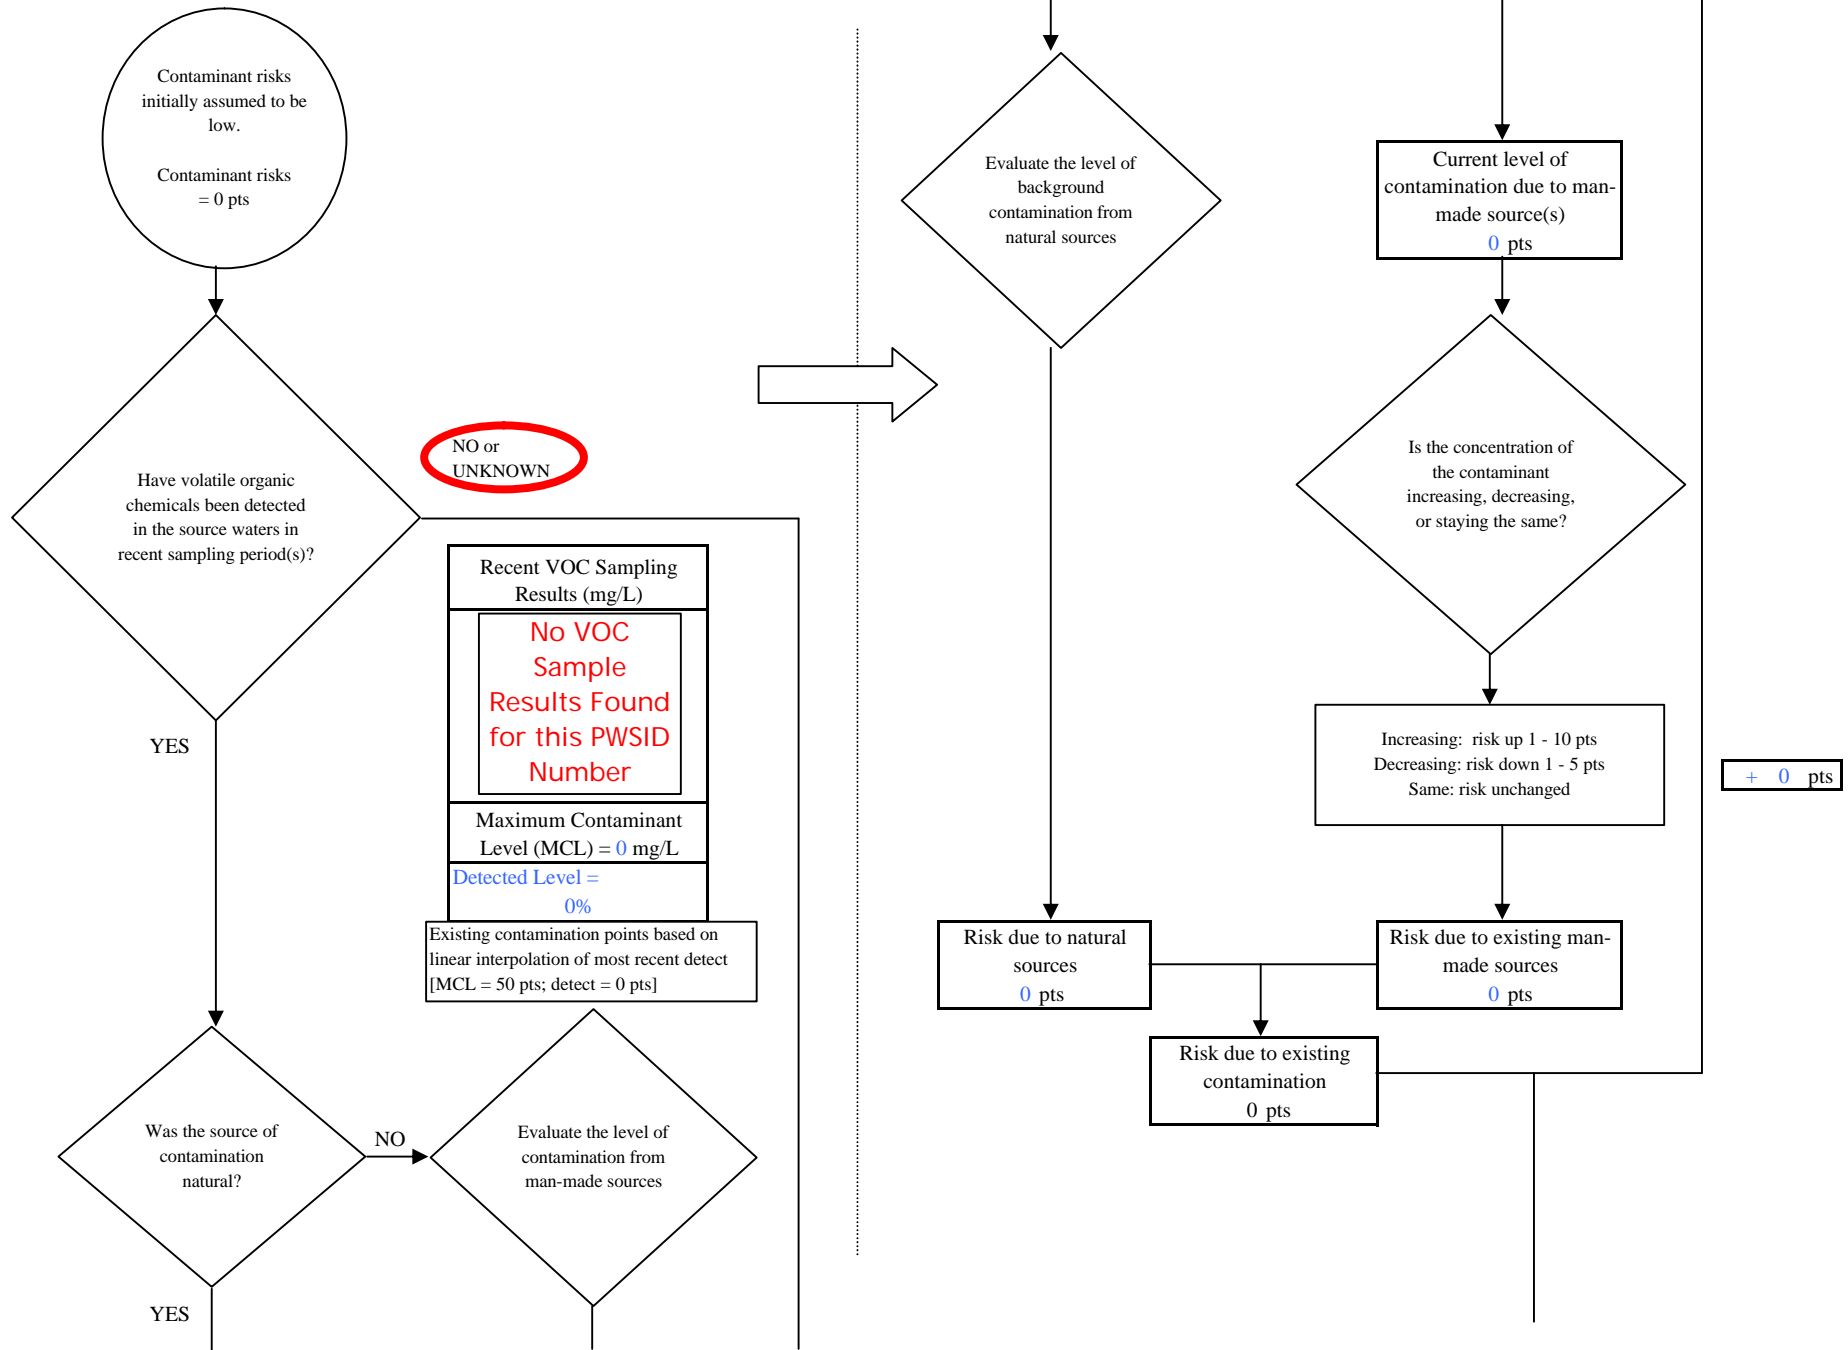 Contaminant risks
initially assumed to be
low.
Contaminant risks
= 0 pts
Have volatile organic
chemicals been detected
in the source waters in
recent sampling period(s)?
NO or
UNKNOWN
YES
Recent VOC Sampling
Results (mg/L)
No VOC
Sample
Results Found
for this PWSID
Number
Maximum Contaminant
Level (MCL) = 0 mg/L
Detected Level =
0%
Existing contamination points based on
linear interpolation of most recent detect
[MCL = 50 pts; detect = 0 pts]
Was the source of
contamination
natural?
NO
Evaluate the level of
contamination from
man-made sources
YES
Evaluate the level of
background
contamination from
natural sources
Current level of
contamination due to man-
made source(s)
0 pts
Is the concentration of
the contaminant
increasing, decreasing,
or staying the same?
Increasing: risk up 1 - 10 pts
Decreasing: risk down 1 - 5 pts
Same: risk unchanged
+ 0 pts
Risk due to natural
sources
0 pts
Risk due to existing man-
made sources
0 pts
Risk due to existing
contamination
0 pts